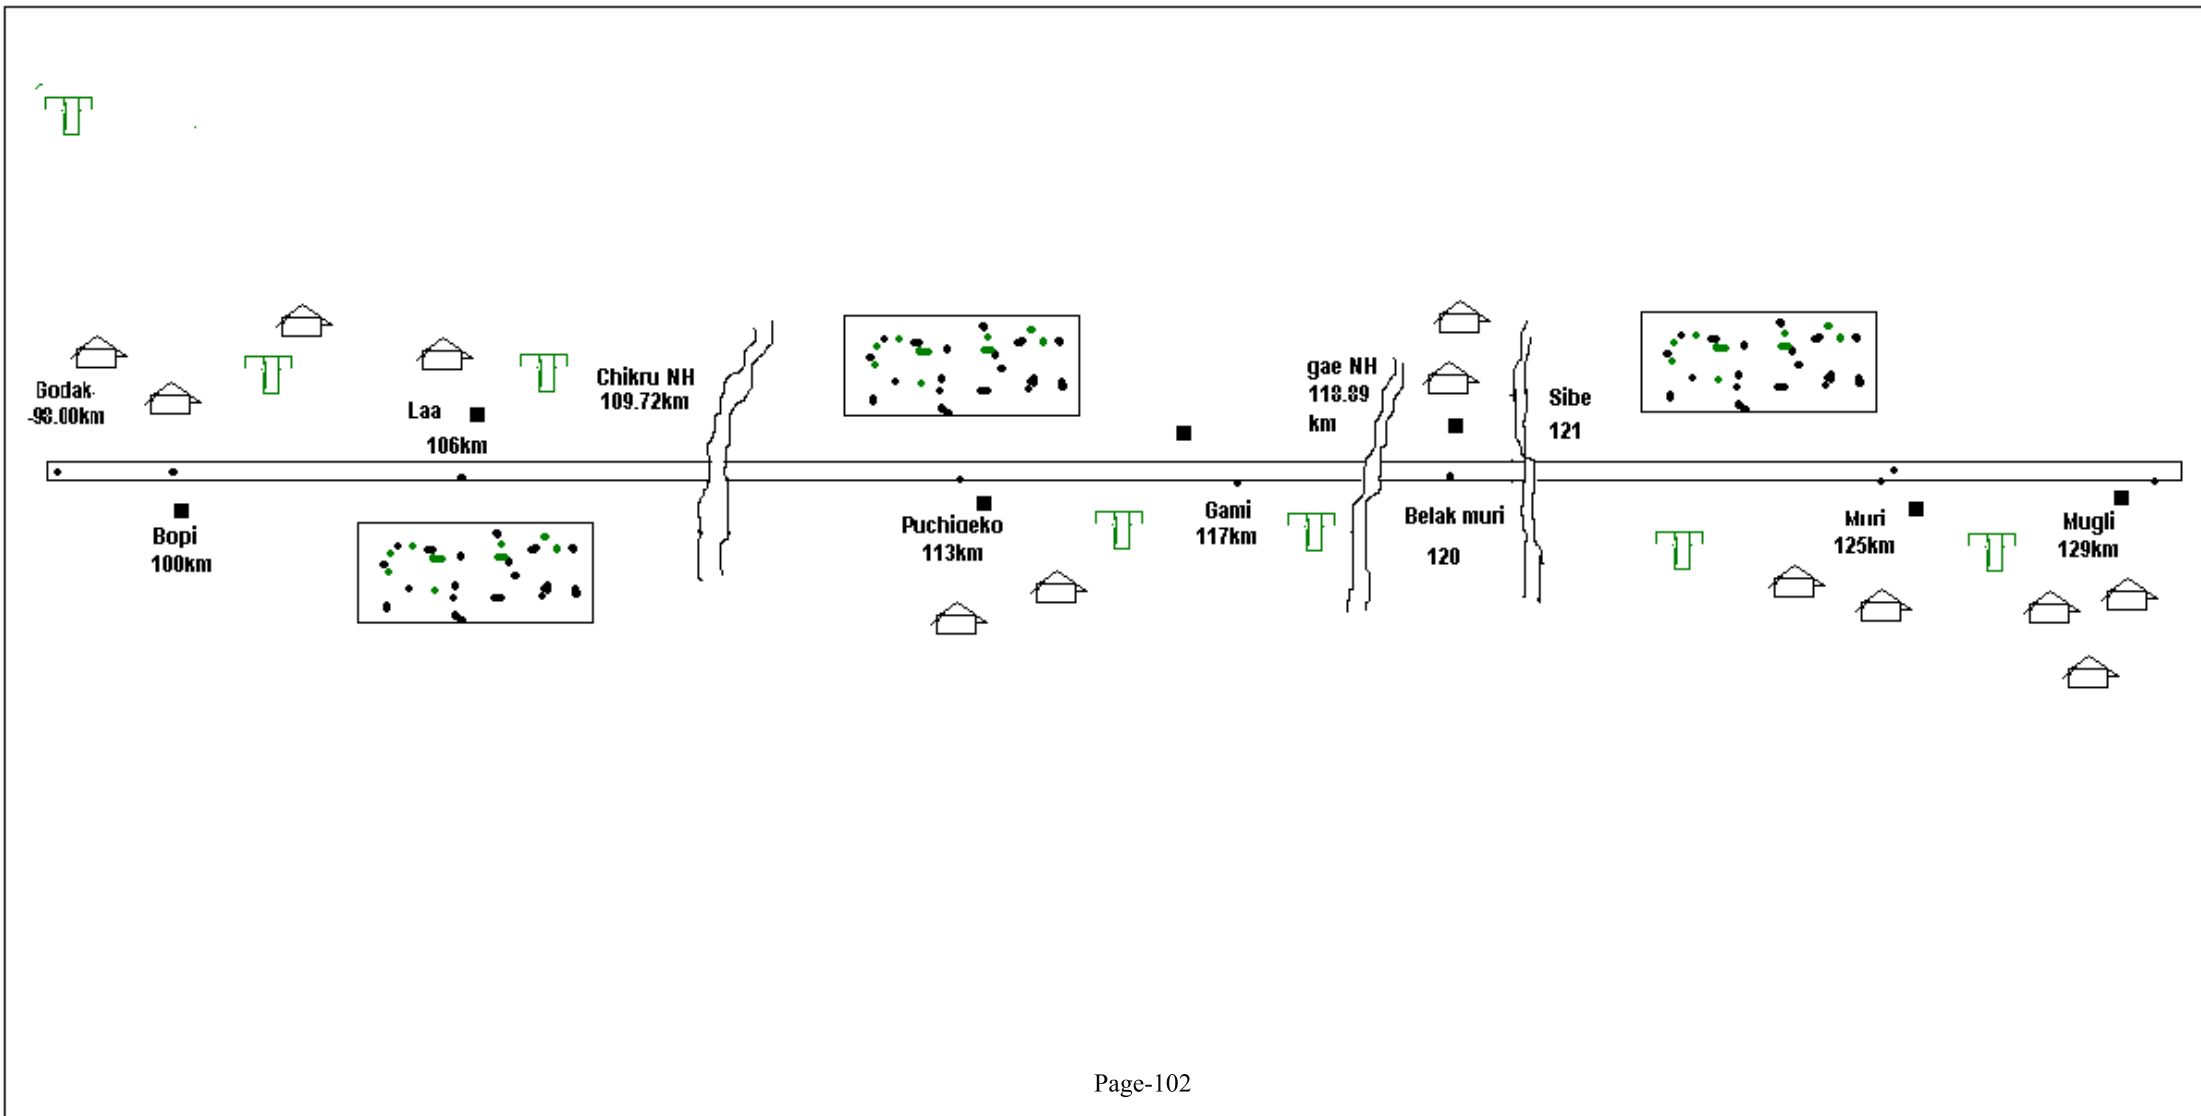 Godak
-98.00km
Bopi
100km
Laa
106km
Chikru NH
109.72km
Puchigeko
113km
Gami
117km
gae NH
118.89
km
Belak muri
120
Sibe
121
Muri
125km
Mugli
129km
Page-102